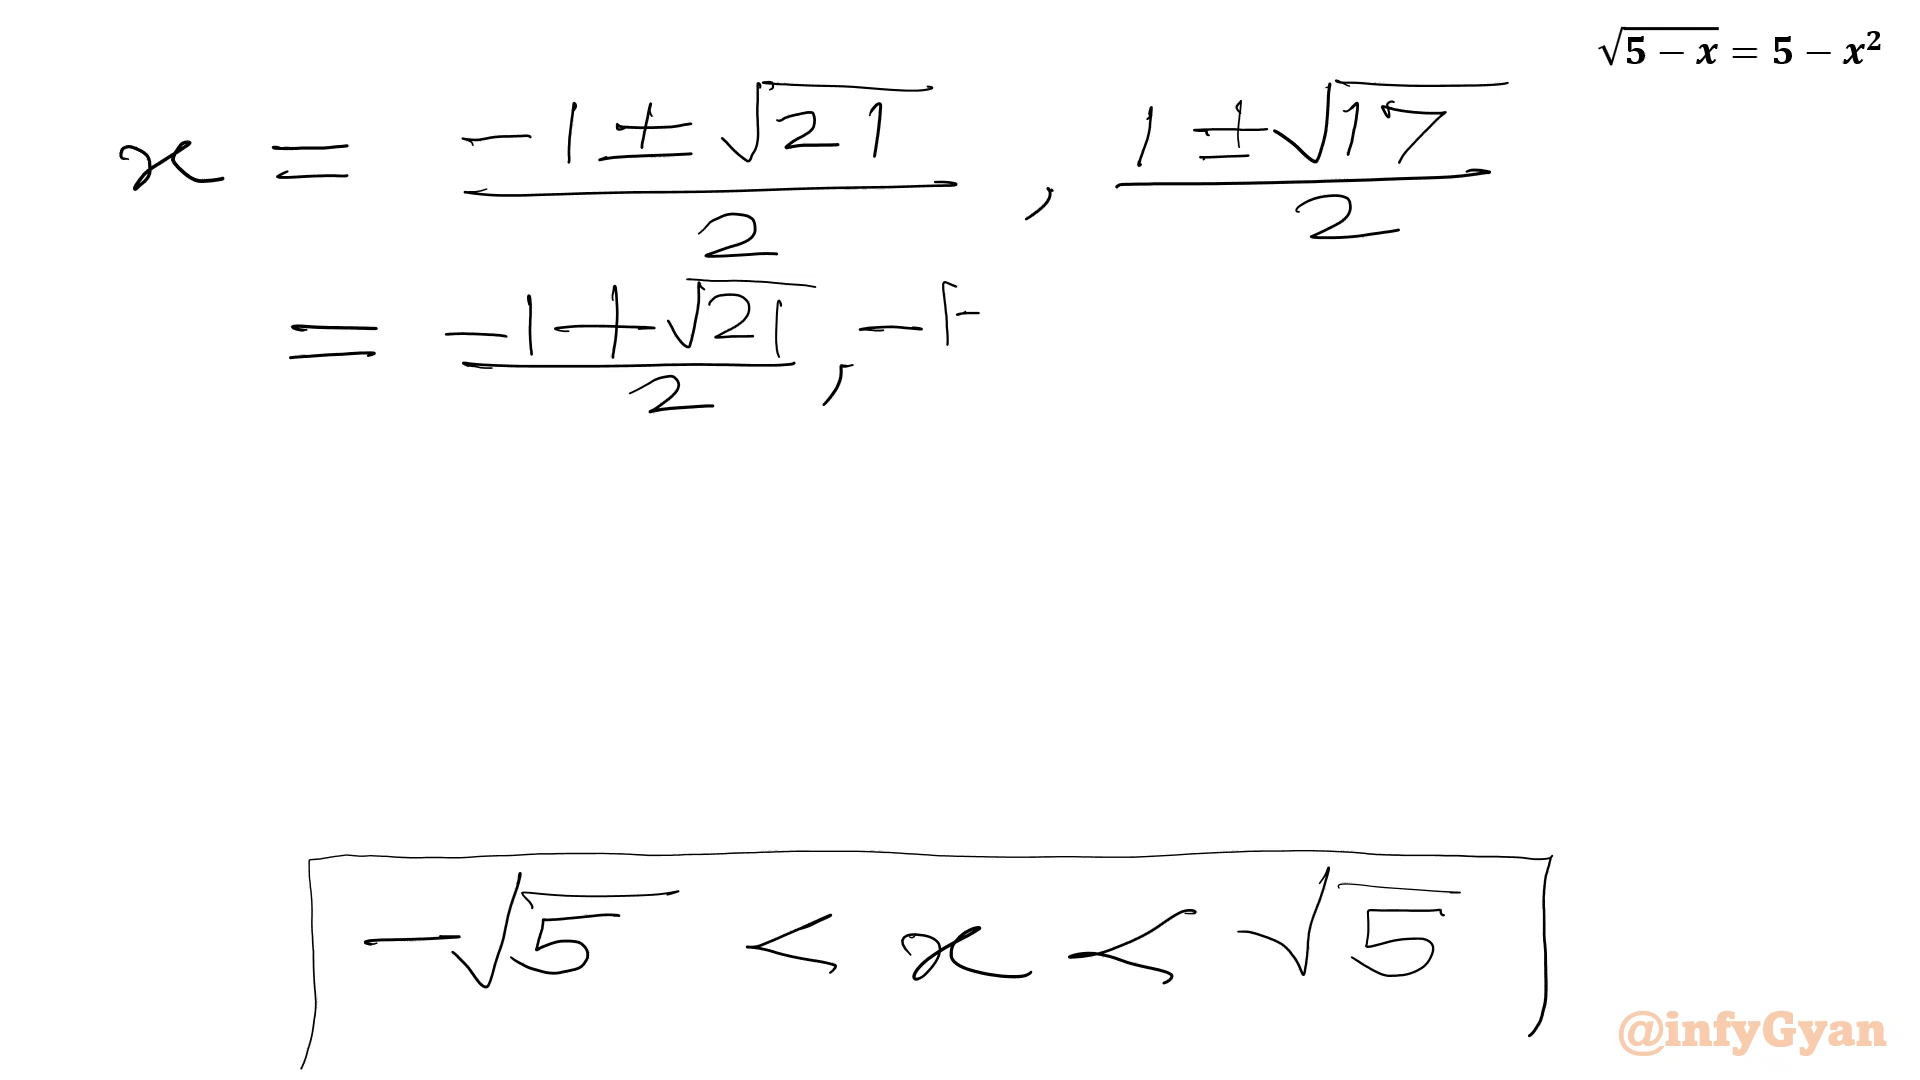 √(5 − x) = 5 − x²
x = (−1 ± √21)/2 , (1 ± √17)/2
= (−1 + √21)/2 , −1 -
−√5 < x < √5
@infyGyan